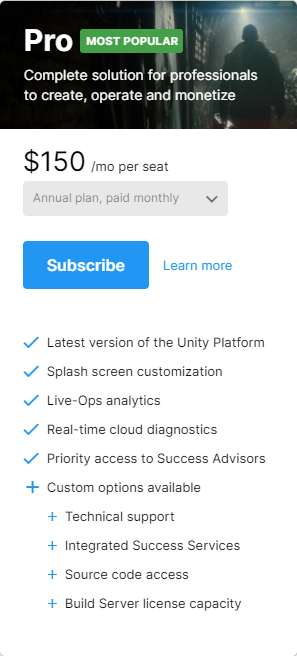 Pro MOST POPULAR
Complete solution for professionals
to create, operate and monetize
$150 /mo per seat
Annual plan, paid monthly
Subscribe Learn more
Latest version of the Unity Platform
Splash screen customization
Live-Ops analytics
Real-time cloud diagnostics
Priority access to Success Advisors
Custom options available
Technical support
Integrated Success Services
Source code access
Build Server license capacity